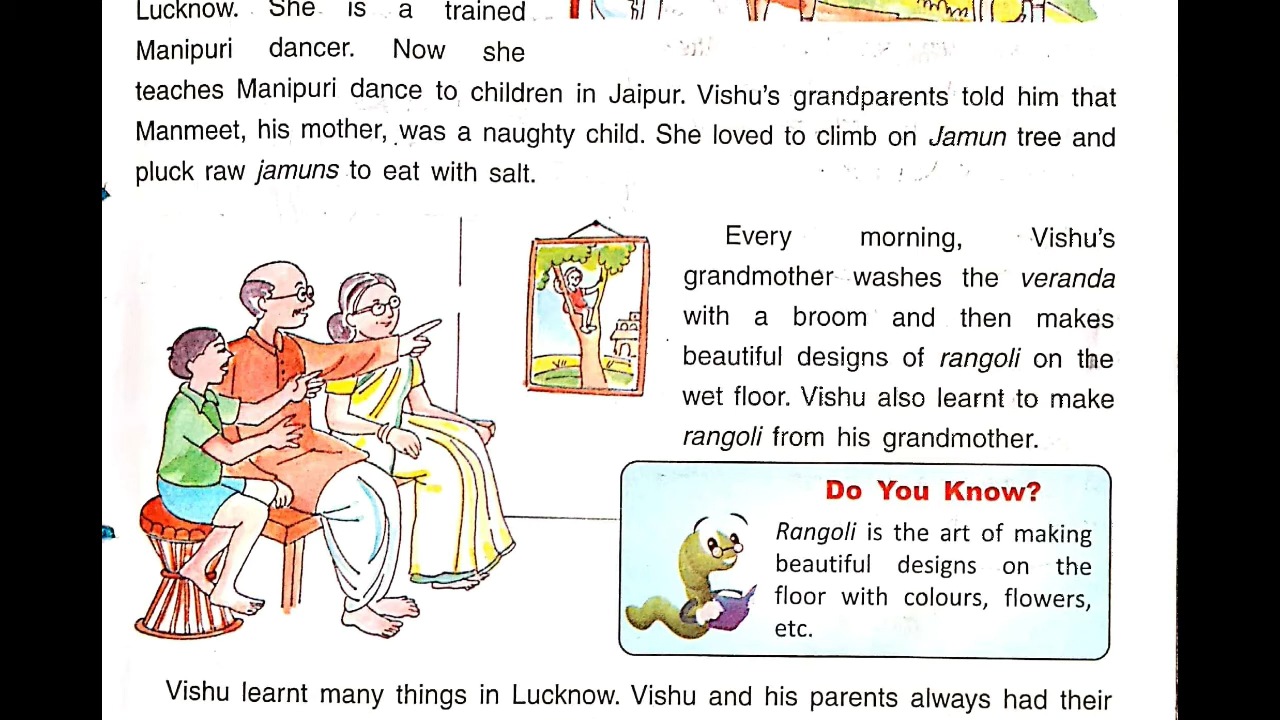 Lucknow. She is a trained
Manipuri dancer. Now she
teaches Manipuri dance to children in Jaipur. Vishu's grandparents told him that
Manmeet, his mother, was a naughty child. She loved to climb on Jamun tree and
pluck raw jamuns to eat with salt.
Every morning, Vishu's
grandmother washes the veranda
with a broom and then makes
beautiful designs of rangoli on the
wet floor. Vishu also learnt to make
rangoli from his grandmother.
Do You Know?
Rangoli is the art of making
beautiful designs on the
floor with colours, flowers,
etc.
Vishu learnt many things in Lucknow. Vishu and his parents always had their